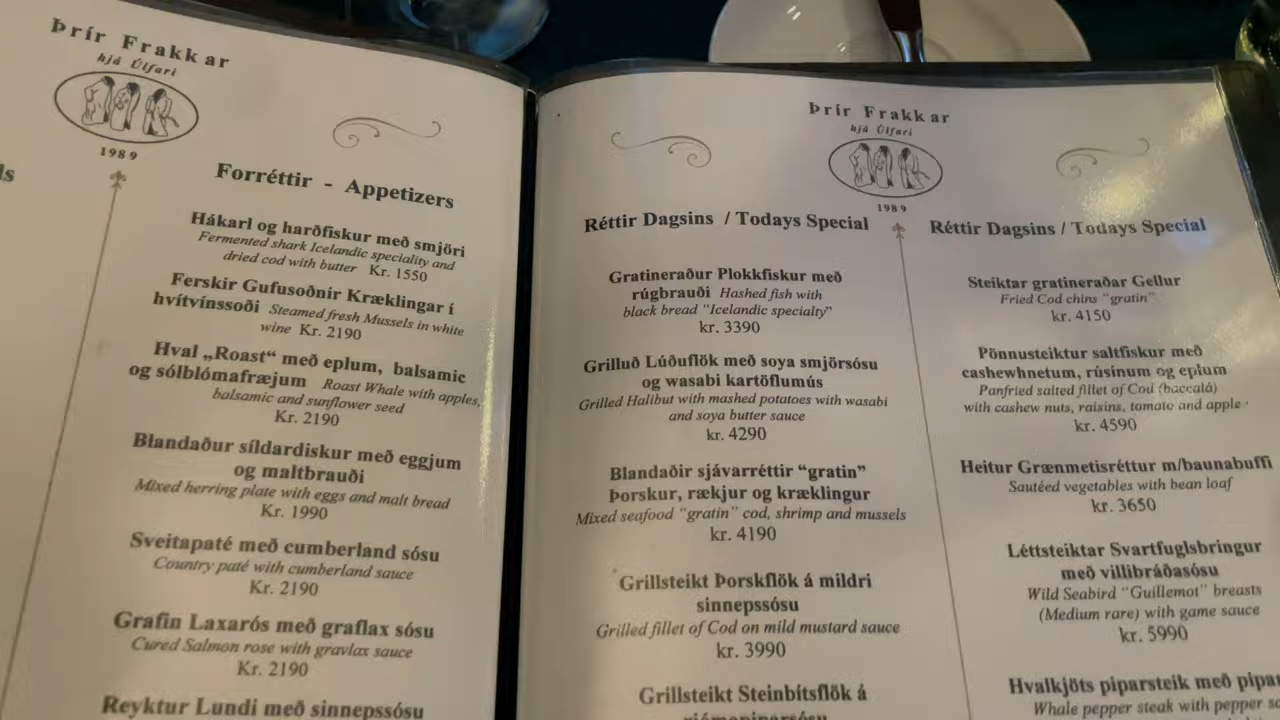 Þrír Frakkar
hjá Úlfari
1989
ls
Forréttir - Appetizers
Hákarl og harðfiskur með smjöri
Fermented shark Icelandic speciality and
dried cod with butter Kr. 1550
Ferskir Gufusoðnir Kræklingar í
hvítvínssoði Steamed fresh Mussels in white
wine Kr. 2190
Hval „Roast“ með eplum, balsamic
og sólblómafræjum Roast Whale with apples,
balsamic and sunflower seed
Kr. 2190
Blandaður síldardiskur með eggjum
og maltbrauði
Mixed herring plate with eggs and malt bread
Kr. 1990
Sveitapaté með cumberland sósu
Country paté with cumberland sauce
Kr. 2190
Grafin Laxarós með graflax sósu
Cured Salmon rose with gravlax sauce
Kr. 2190
Reyktur Lundi með sinnepssósu
Þrír Frakkar
hjá Úlfari
1989
Réttir Dagsins / Todays Special
Gratineraður Plokkfiskur með
rúgbrauði Hashed fish with
black bread "Icelandic specialty"
kr. 3390
Grilluð Lúðuflök með soya smjörsósu
og wasabi kartöflumús
Grilled Halibut with mashed potatoes with wasabi
and soya butter sauce
kr. 4290
Blandaðir sjávarréttir “gratin”
Þorskur, rækjur og kræklingur
Mixed seafood “gratin” cod, shrimp and mussels
kr. 4190
Grillsteikt Þorskflök á mildri
sinnepssósu
Grilled fillet of Cod on mild mustard sauce
kr. 3990
Grillsteikt Steinbítsflök á
rjómapiparsósu
Réttir Dagsins / Todays Special
Steiktar gratineraðar Gellur
Fried Cod chins “gratin”
kr. 4150
Pönnusteiktur saltfiskur með
cashewhnetum, rúsínum og eplum
Panfried salted fillet of Cod (baccalá)
with cashew nuts, raisins, tomato and apple
kr. 4590
Heitur Grænmetisréttur m/baunabuffi
Sautéed vegetables with bean loaf
kr. 3650
Léttsteiktar Svartfuglsbringur
með villibráðasósu
Wild Seabird “Guillemot” breasts
(Medium rare) with game sauce
kr. 5990
Hvalkjöts piparsteik með pipar
Whale pepper steak with pepper